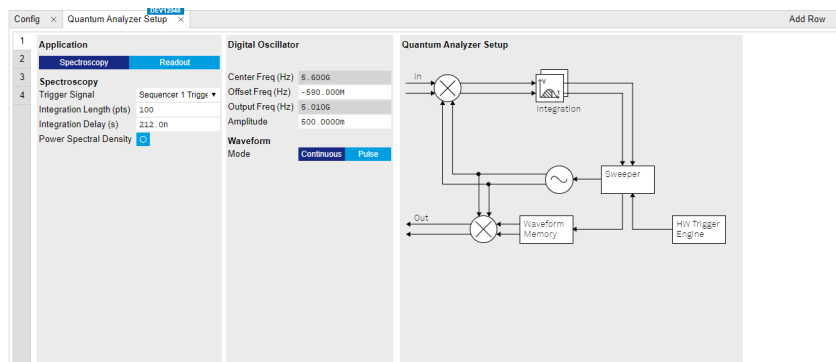 DEV12040
Config × Quantum Analyzer Setup × Add Row
1
2
3
4
Application
Spectroscopy Readout
Spectroscopy
Trigger Signal Sequencer 1 Trigge
Integration Length (pts) 100
Integration Delay (s) 212.0n
Power Spectral Density
Digital Oscillator
Center Freq (Hz) 5.600G
Offset Freq (Hz) -590.000M
Output Freq (Hz) 5.010G
Amplitude 500.0000m
Waveform
Mode Continuous Pulse
Quantum Analyzer Setup
In
V
t
Integration
Sweeper
Out
Waveform
Memory
HW Trigger
Engine